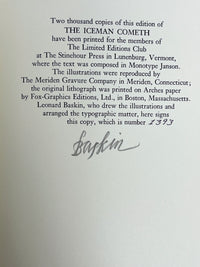 Two thousand copies of this edition of
THE ICEMAN COMETH
have been printed for the members of
The Limited Editions Club
at The Stinehour Press in Lunenburg, Vermont,
where the text was composed in Monotype Janson.
The illustrations were reproduced by
The Meriden Gravure Company in Meriden, Connecticut;
the original lithograph was printed on Arches paper
by Fox-Graphics Editions, Ltd., in Boston, Massachusetts.
Leonard Baskin, who drew the illustrations and
arranged the typographic matter, here signs
this copy, which is number 1393
Baskin